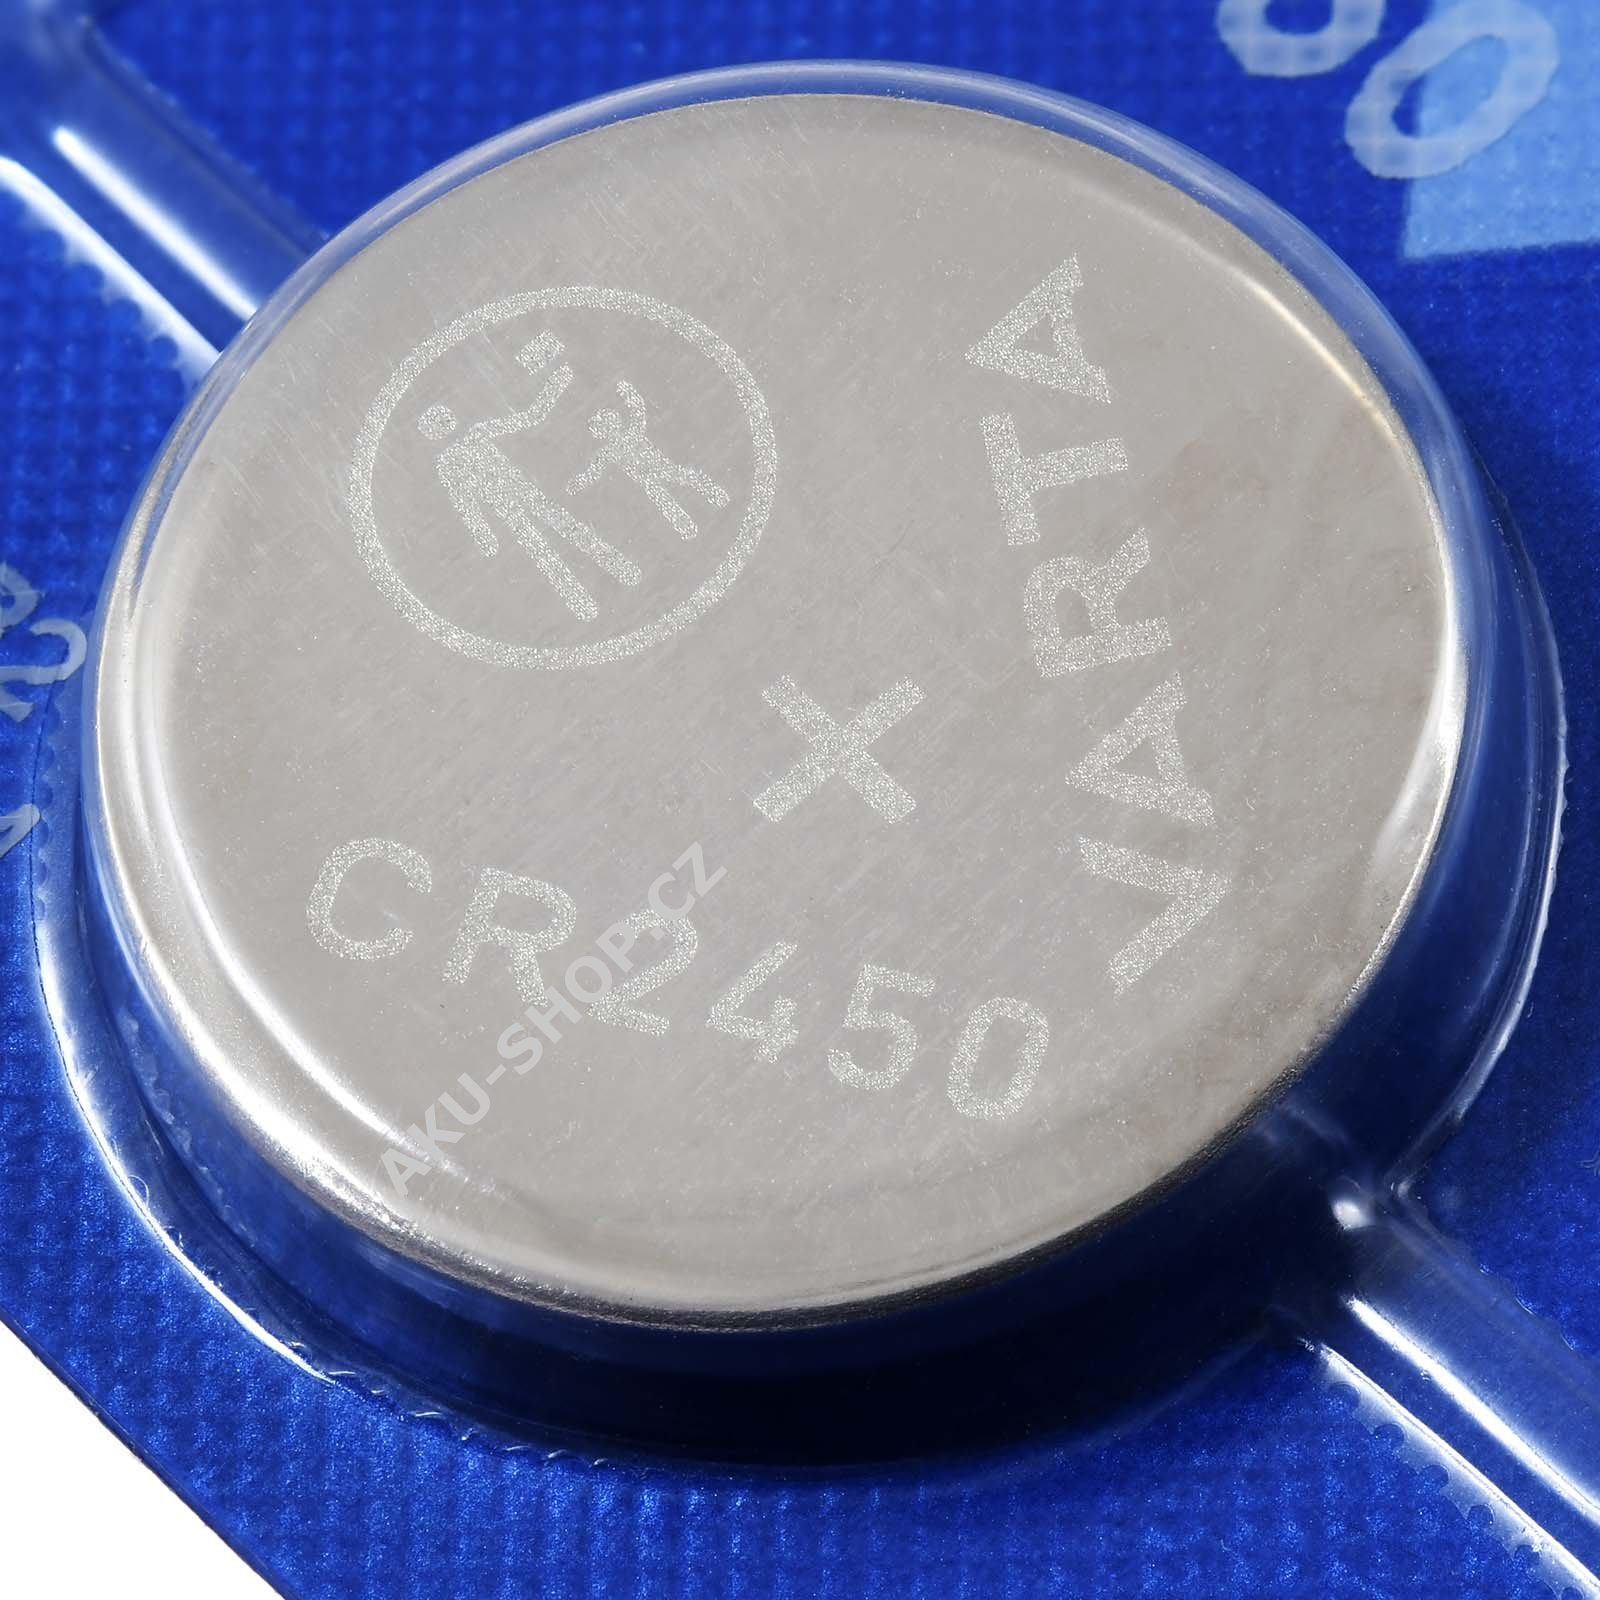 VARTA
+
CR2450
AKU-SHOP.CZ